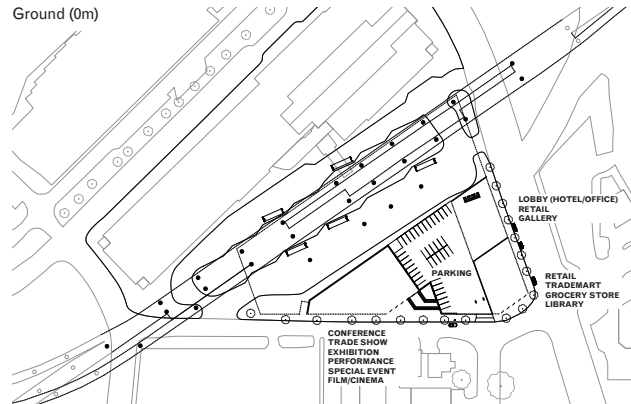 Ground (0m)
LOBBY (HOTEL/OFFICE)
RETAIL
GALLERY
PARKING
RETAIL
TRADEMART
GROCERY STORE
LIBRARY
CONFERENCE
TRADE SHOW
EXHIBITION
PERFORMANCE
SPECIAL EVENT
FILM/CINEMA